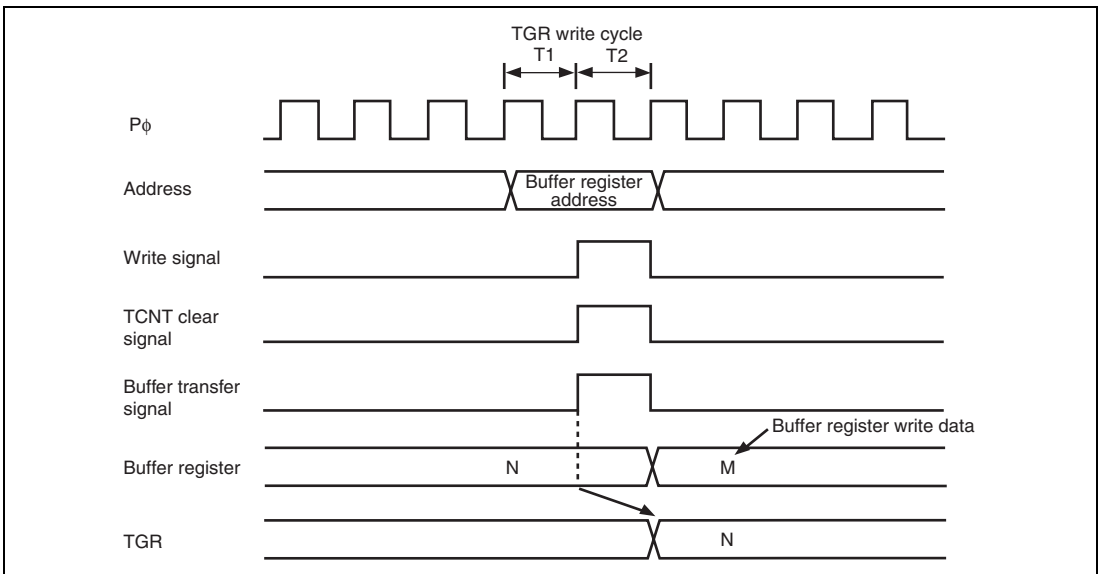 TGR write cycle
T1 T2
Pϕ
Address
Buffer register
address
Write signal
TCNT clear
signal
Buffer transfer
signal
Buffer register write data
Buffer register
N
M
TGR
N